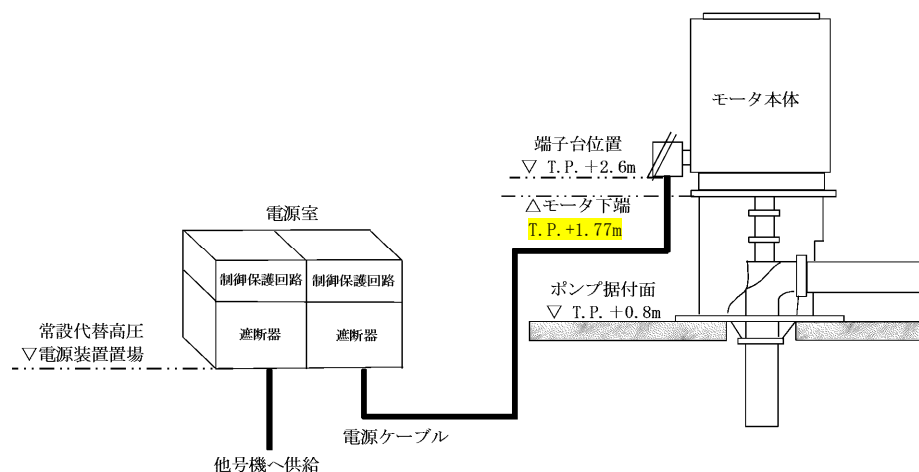 モータ本体
端子台位置
▽ T.P.+2.6m
△モータ下端
T.P.+1.77m
電源室
制御保護回路
制御保護回路
遮断器
遮断器
常設代替高圧
▽電源装置置場
ポンプ据付面
▽ T.P.+0.8m
電源ケーブル
他号機へ供給